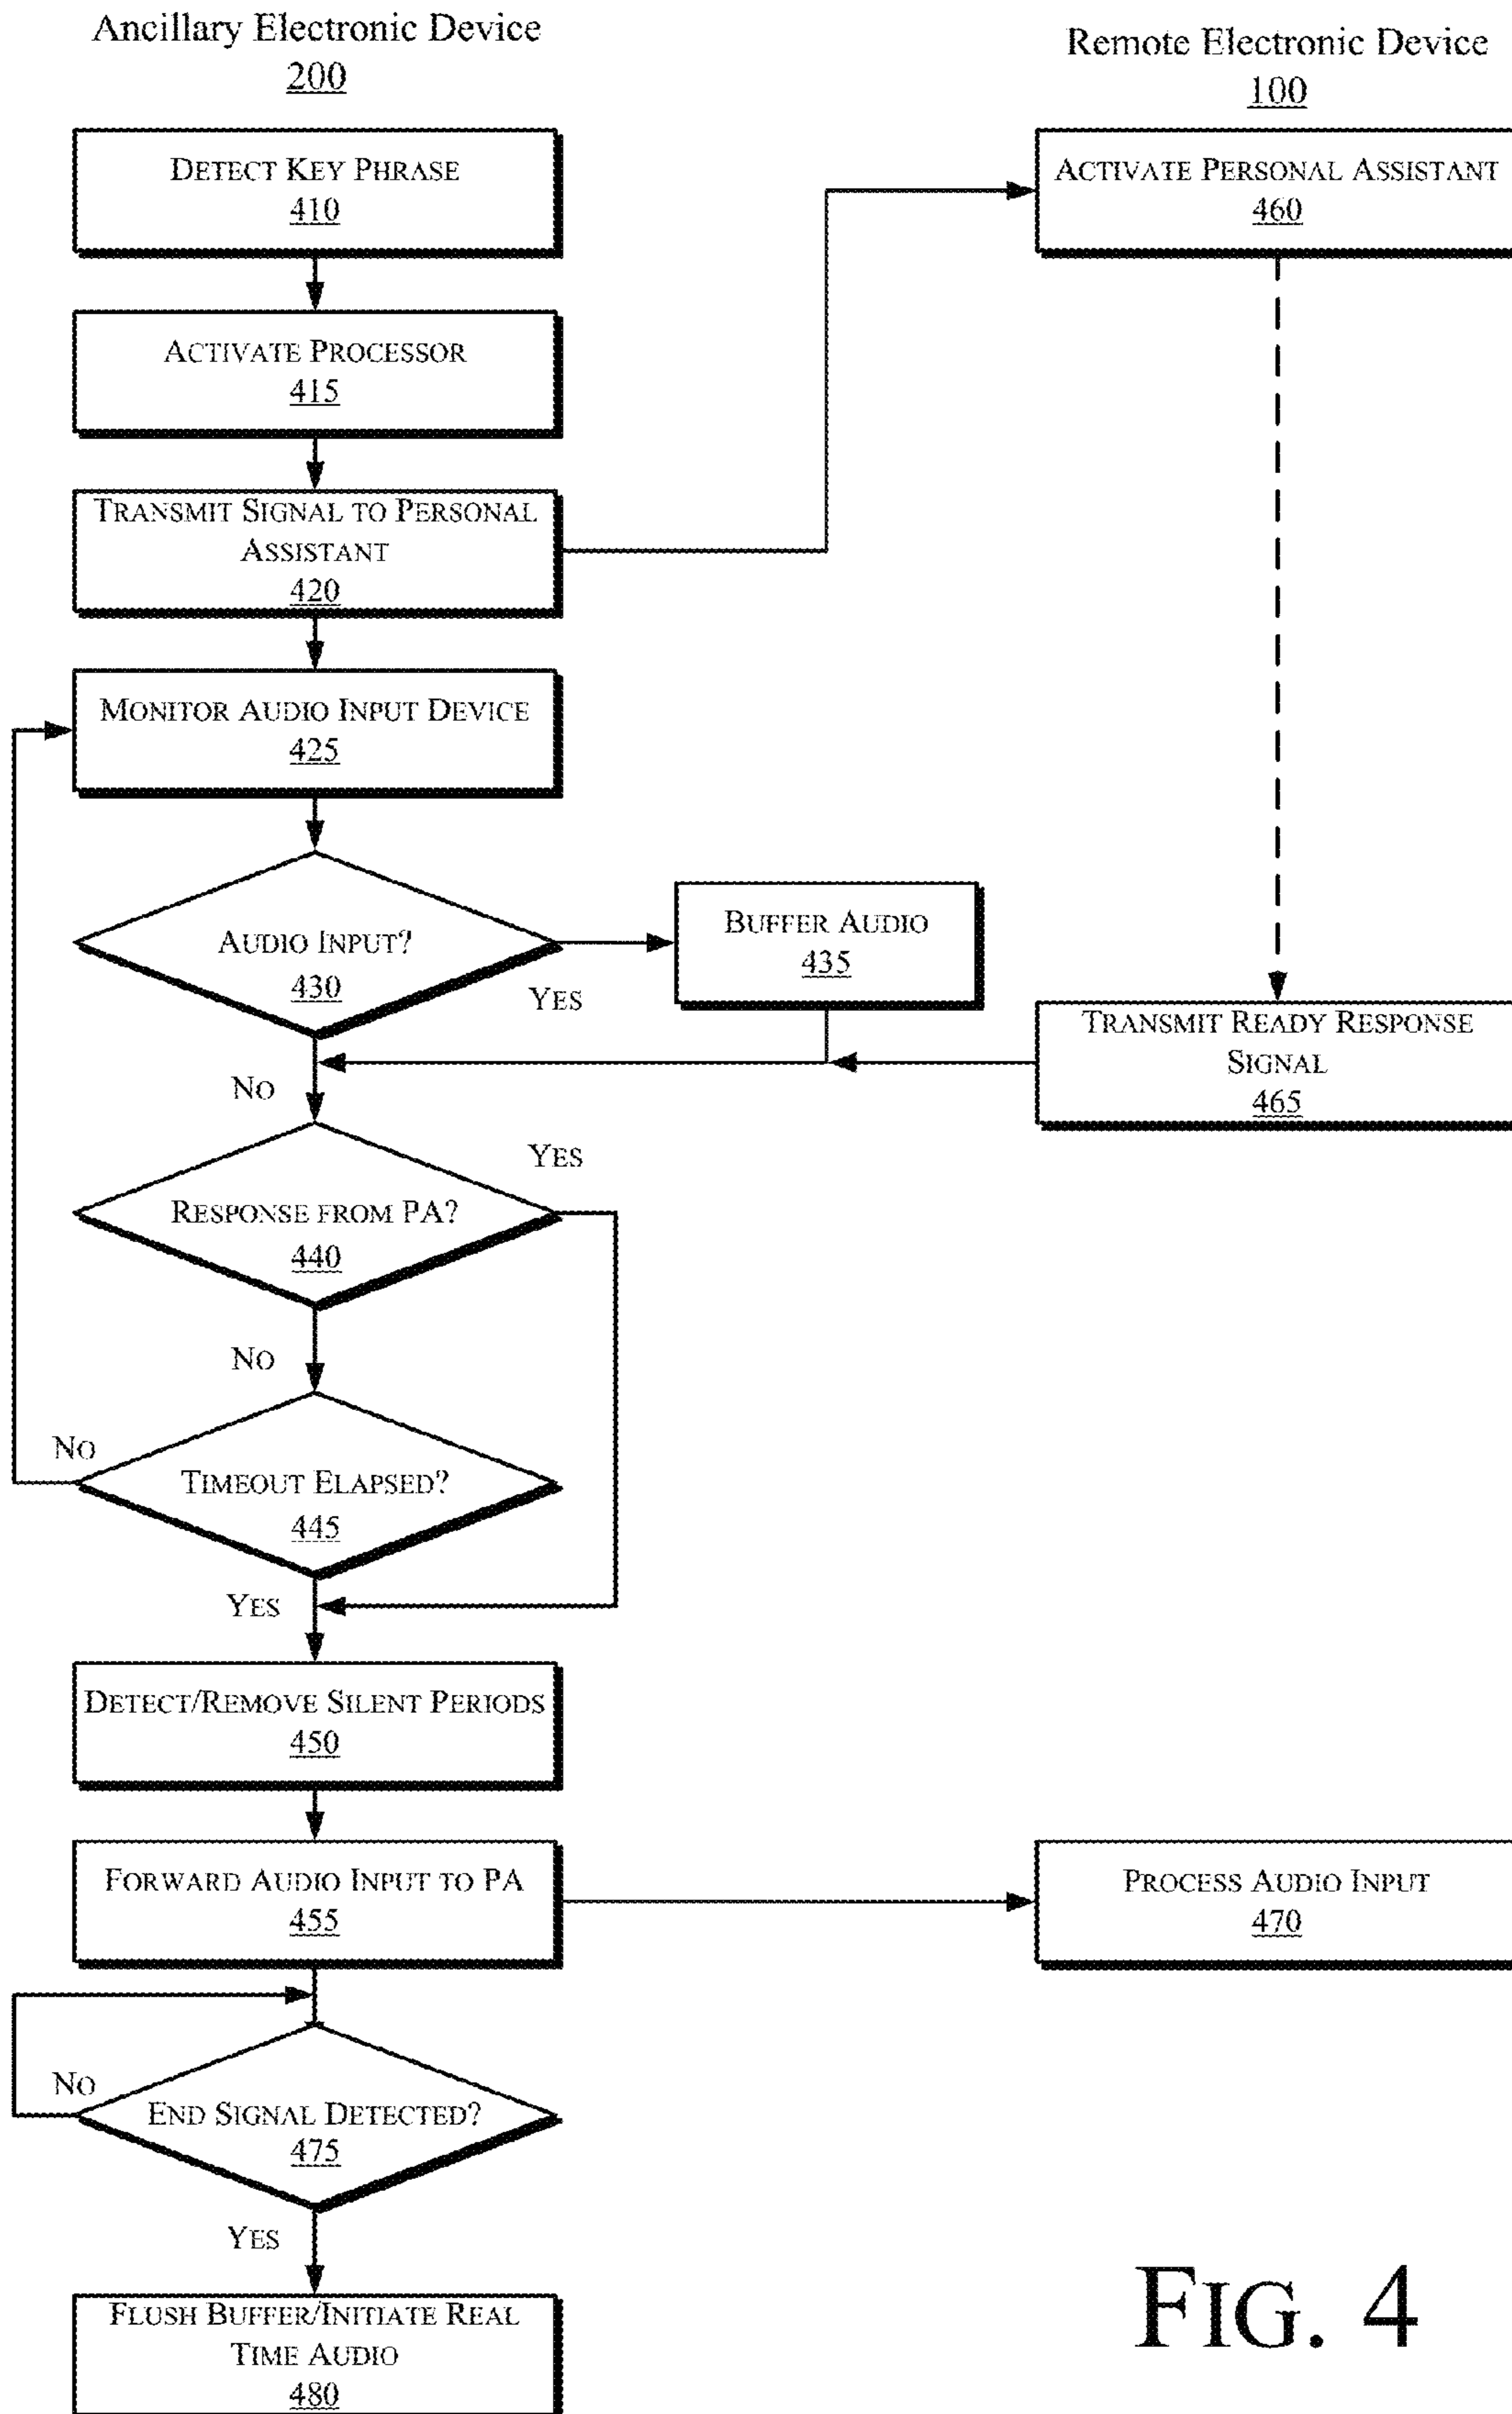 Ancillary Electronic Device
200
Remote Electronic Device
100
DETECT KEY PHRASE
410
ACTIVATE PERSONAL ASSISTANT
460
ACTIVATE PROCESSOR
415
TRANSMIT SIGNAL TO PERSONAL
ASSISTANT
420
MONITOR AUDIO INPUT DEVICE
425
AUDIO INPUT?
430
YES
BUFFER AUDIO
435
TRANSMIT READY RESPONSE
SIGNAL
465
NO
YES
RESPONSE FROM PA?
440
NO
NO
TIMEOUT ELAPSED?
445
YES
DETECT/REMOVE SILENT PERIODS
450
FORWARD AUDIO INPUT TO PA
455
PROCESS AUDIO INPUT
470
NO
END SIGNAL DETECTED?
475
YES
FLUSH BUFFER/INITIATE REAL
TIME AUDIO
480
FIG. 4